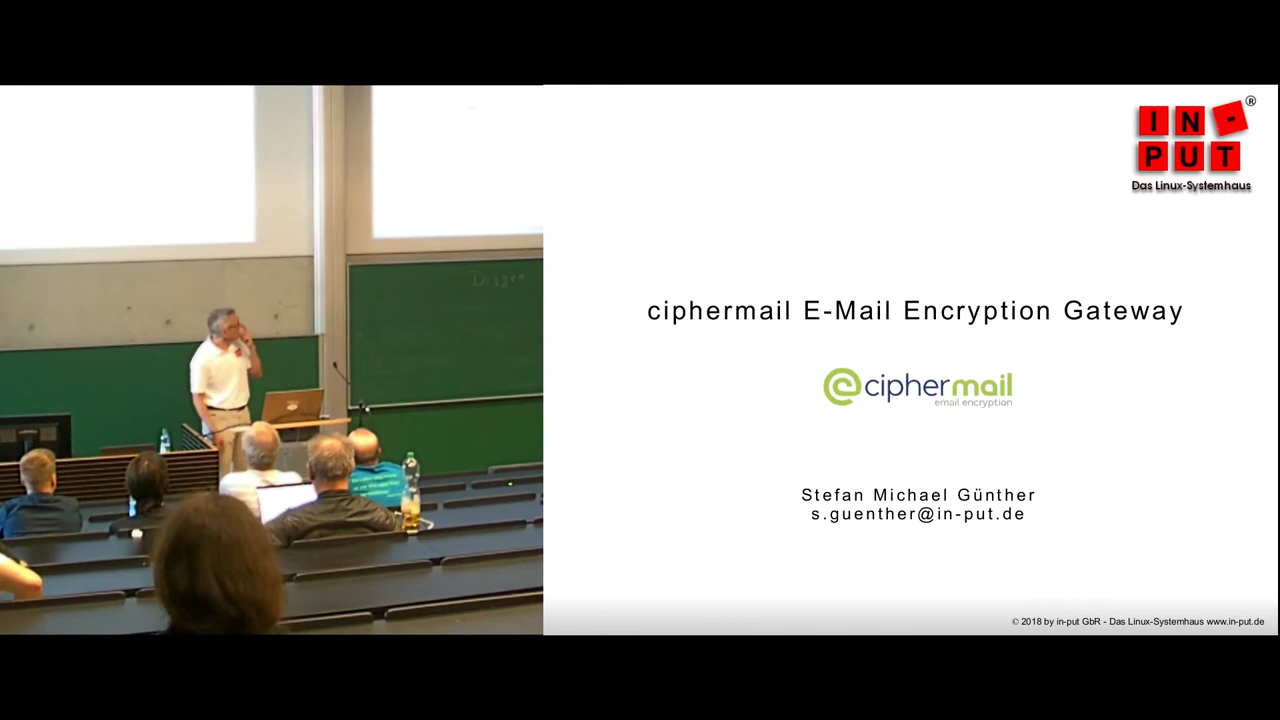 IN-
PUT
®
Das Linux-Systemhaus
ciphermail E-Mail Encryption Gateway
ciphermail
email encryption
Stefan Michael Günther
s.guenther@in-put.de
© 2018 by in-put GbR - Das Linux-Systemhaus www.in-put.de